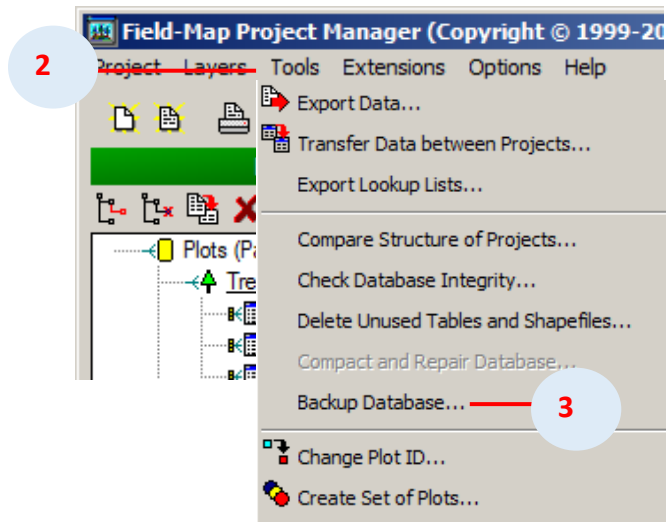 Field-Map Project Manager (Copyright © 1999-20
2
Project Layers Tools Extensions Options Help
Export Data...
Transfer Data between Projects...
Export Lookup Lists...
Plots (Pa
Tre
Compare Structure of Projects...
Check Database Integrity...
Delete Unused Tables and Shapefiles...
Compact and Repair Database...
Backup Database...
3
Change Plot ID...
Create Set of Plots...